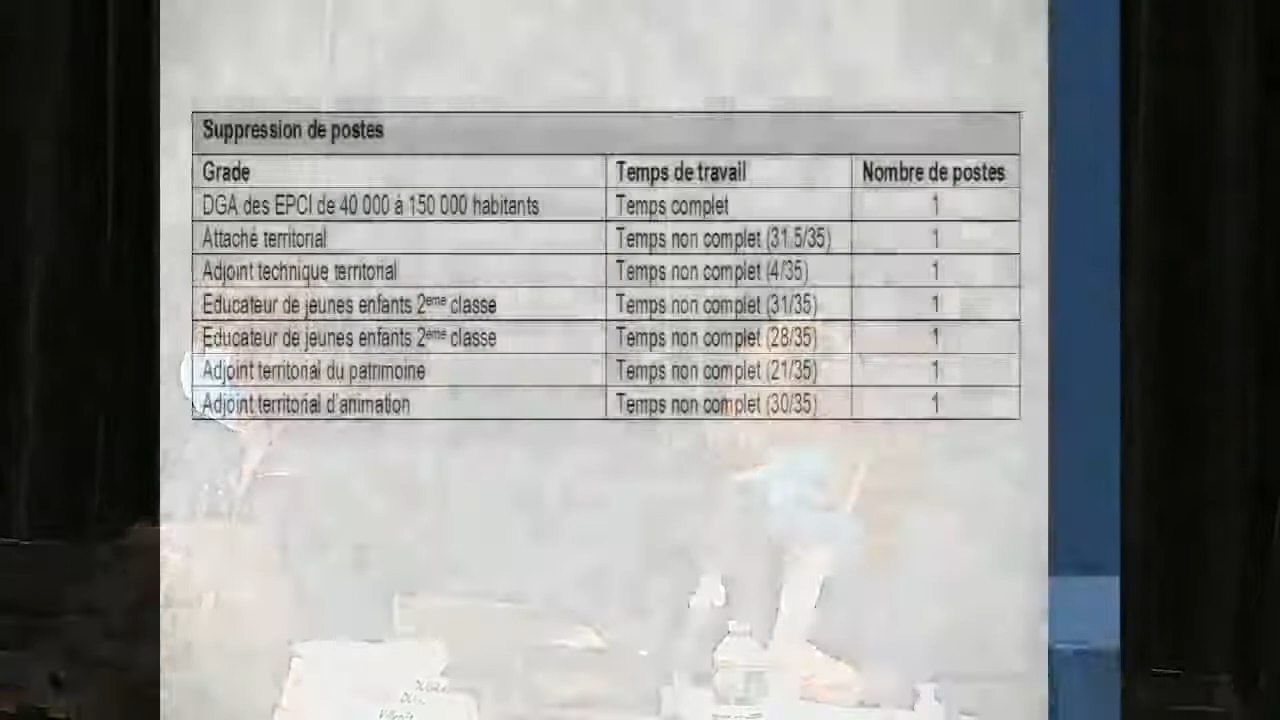 Suppression de postes
Grade Temps de travail Nombre de postes
DGA des EPCI de 40 000 à 150 000 habitants Temps complet 1
Attaché territorial Temps non complet (31.5/35) 1
Adjoint technique territorial Temps non complet (4/35) 1
Educateur de jeunes enfants 2ème classe Temps non complet (31/35) 1
Educateur de jeunes enfants 2ème classe Temps non complet (28/35) 1
Adjoint territorial du patrimoine Temps non complet (21/35) 1
Adjoint territorial d'animation Temps non complet (30/35) 1